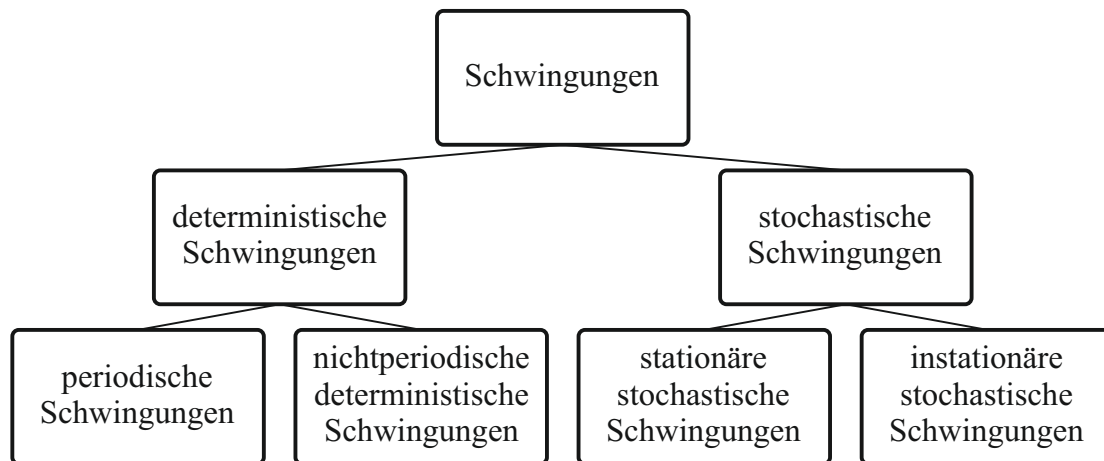 Schwingungen
deterministische
Schwingungen
stochastische
Schwingungen
periodische
Schwingungen
nichtperiodische
deterministische
Schwingungen
stationäre
stochastische
Schwingungen
instationäre
stochastische
Schwingungen